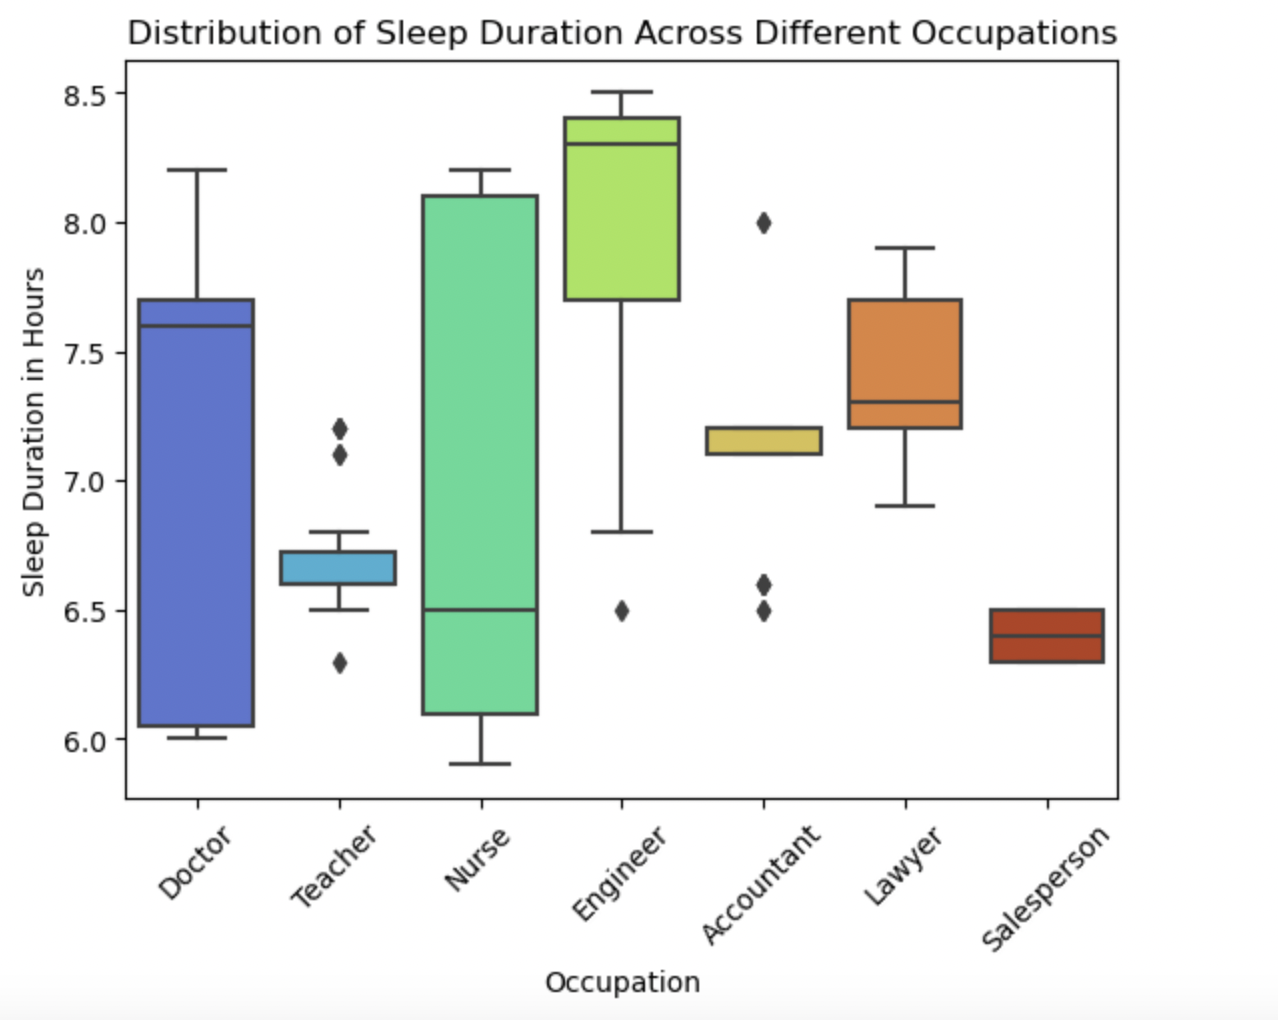 Distribution of Sleep Duration Across Different Occupations
Sleep Duration in Hours
8.5
8.0
7.5
7.0
6.5
6.0
Doctor
Teacher
Nurse
Engineer
Accountant
Lawyer
Salesperson
Occupation